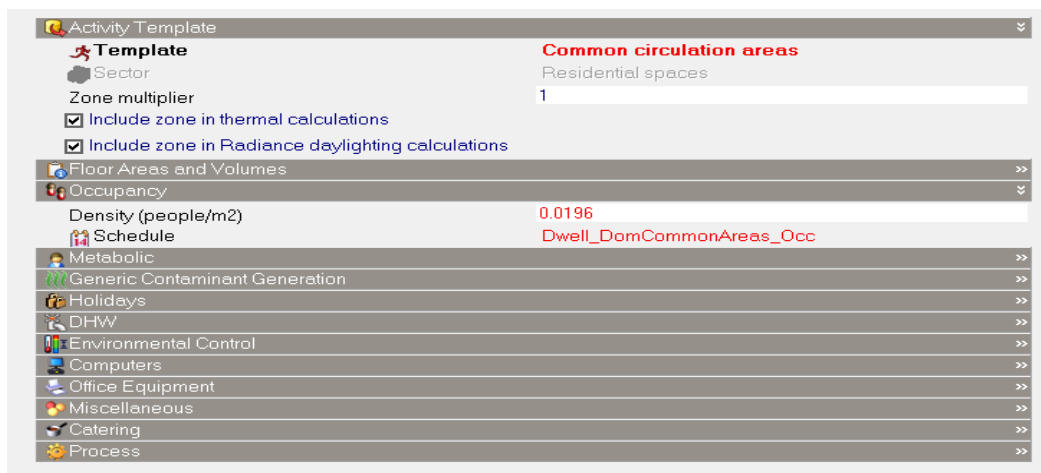 Activity Template
Template Common circulation areas
Sector Residential spaces
Zone multiplier 1
Include zone in thermal calculations
Include zone in Radiance daylighting calculations
Floor Areas and Volumes
Occupancy
Density (people/m2) 0.0196
Schedule Dwell_DomCommonAreas_Occ
Metabolic
Generic Contaminant Generation
Holidays
DHW
Environmental Control
Computers
Office Equipment
Miscellaneous
Catering
Process